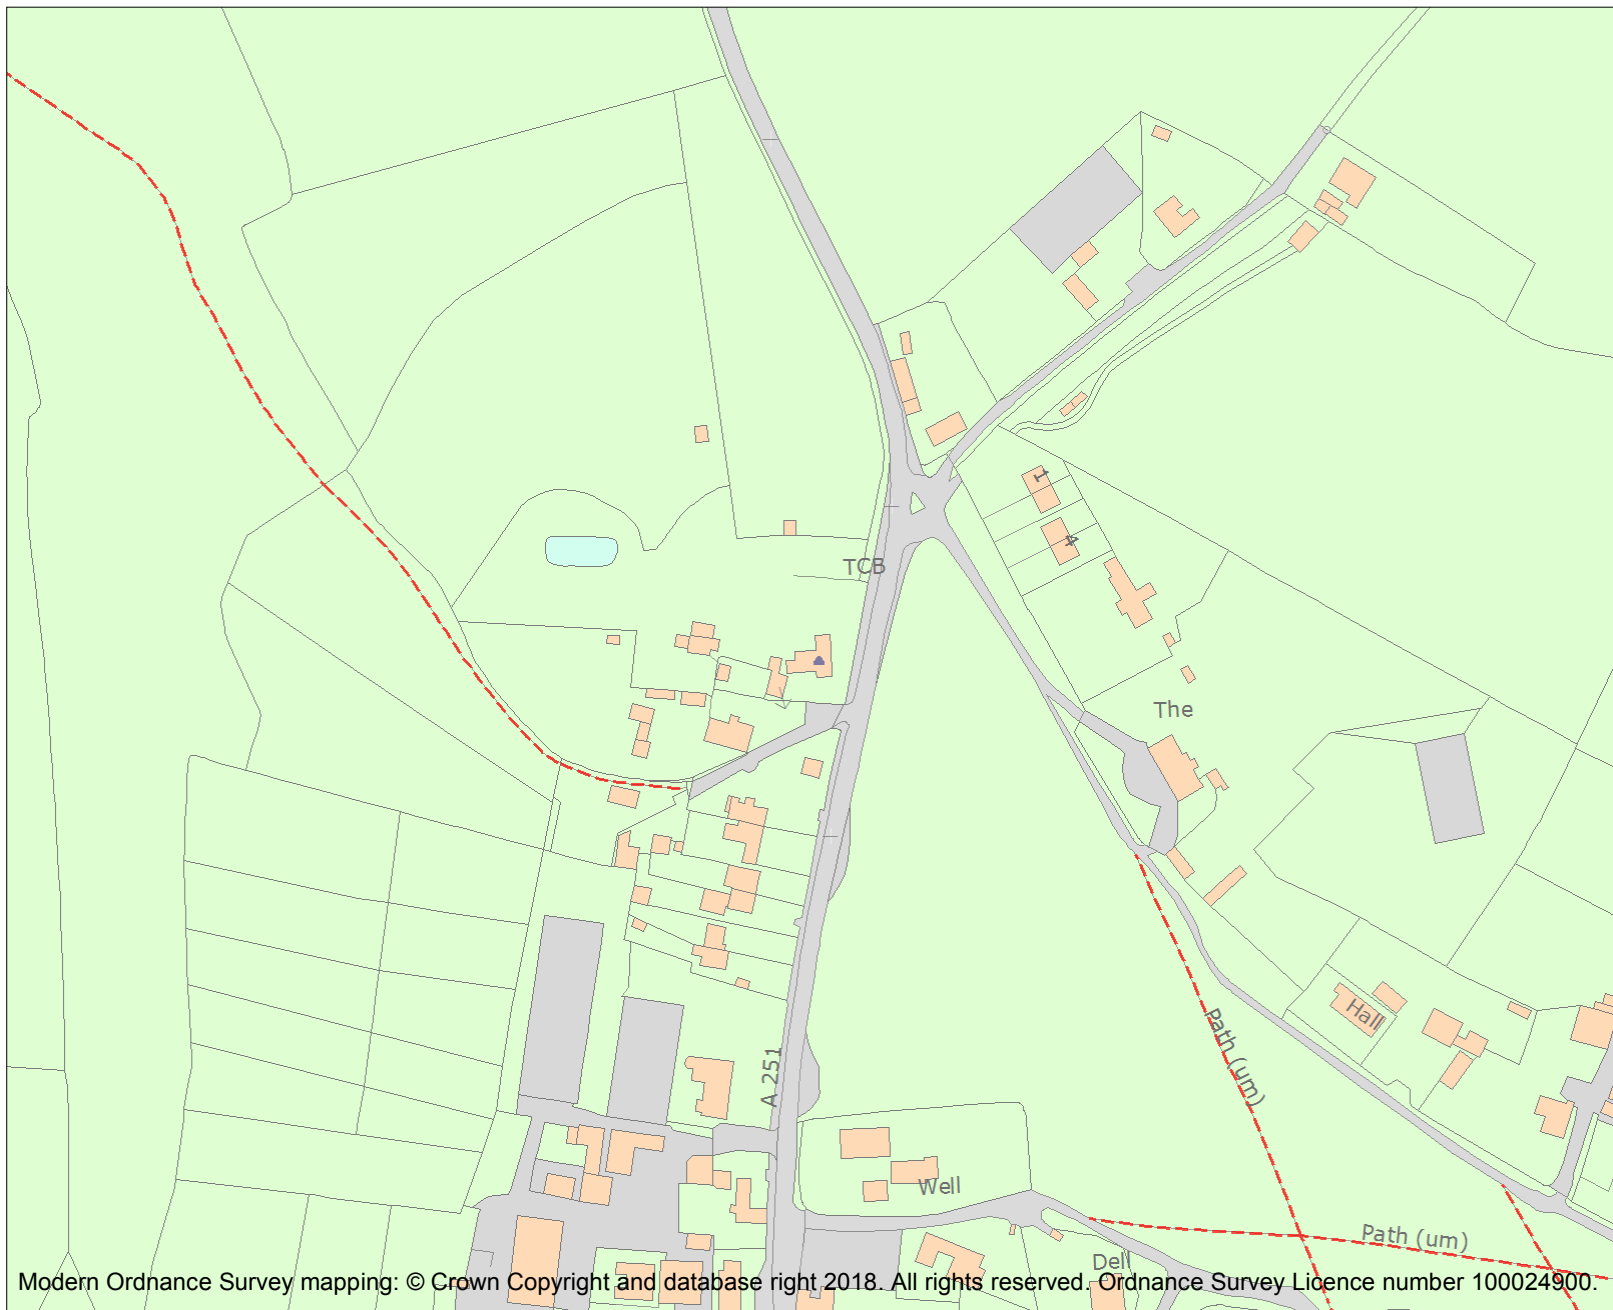 1
4
TCB
The
Hall
Path (um)
A 251
Well
Path (um)
Dell
Modern Ordnance Survey mapping: © Crown Copyright and database right 2018. All rights reserved. Ordnance Survey Licence number 100024900.